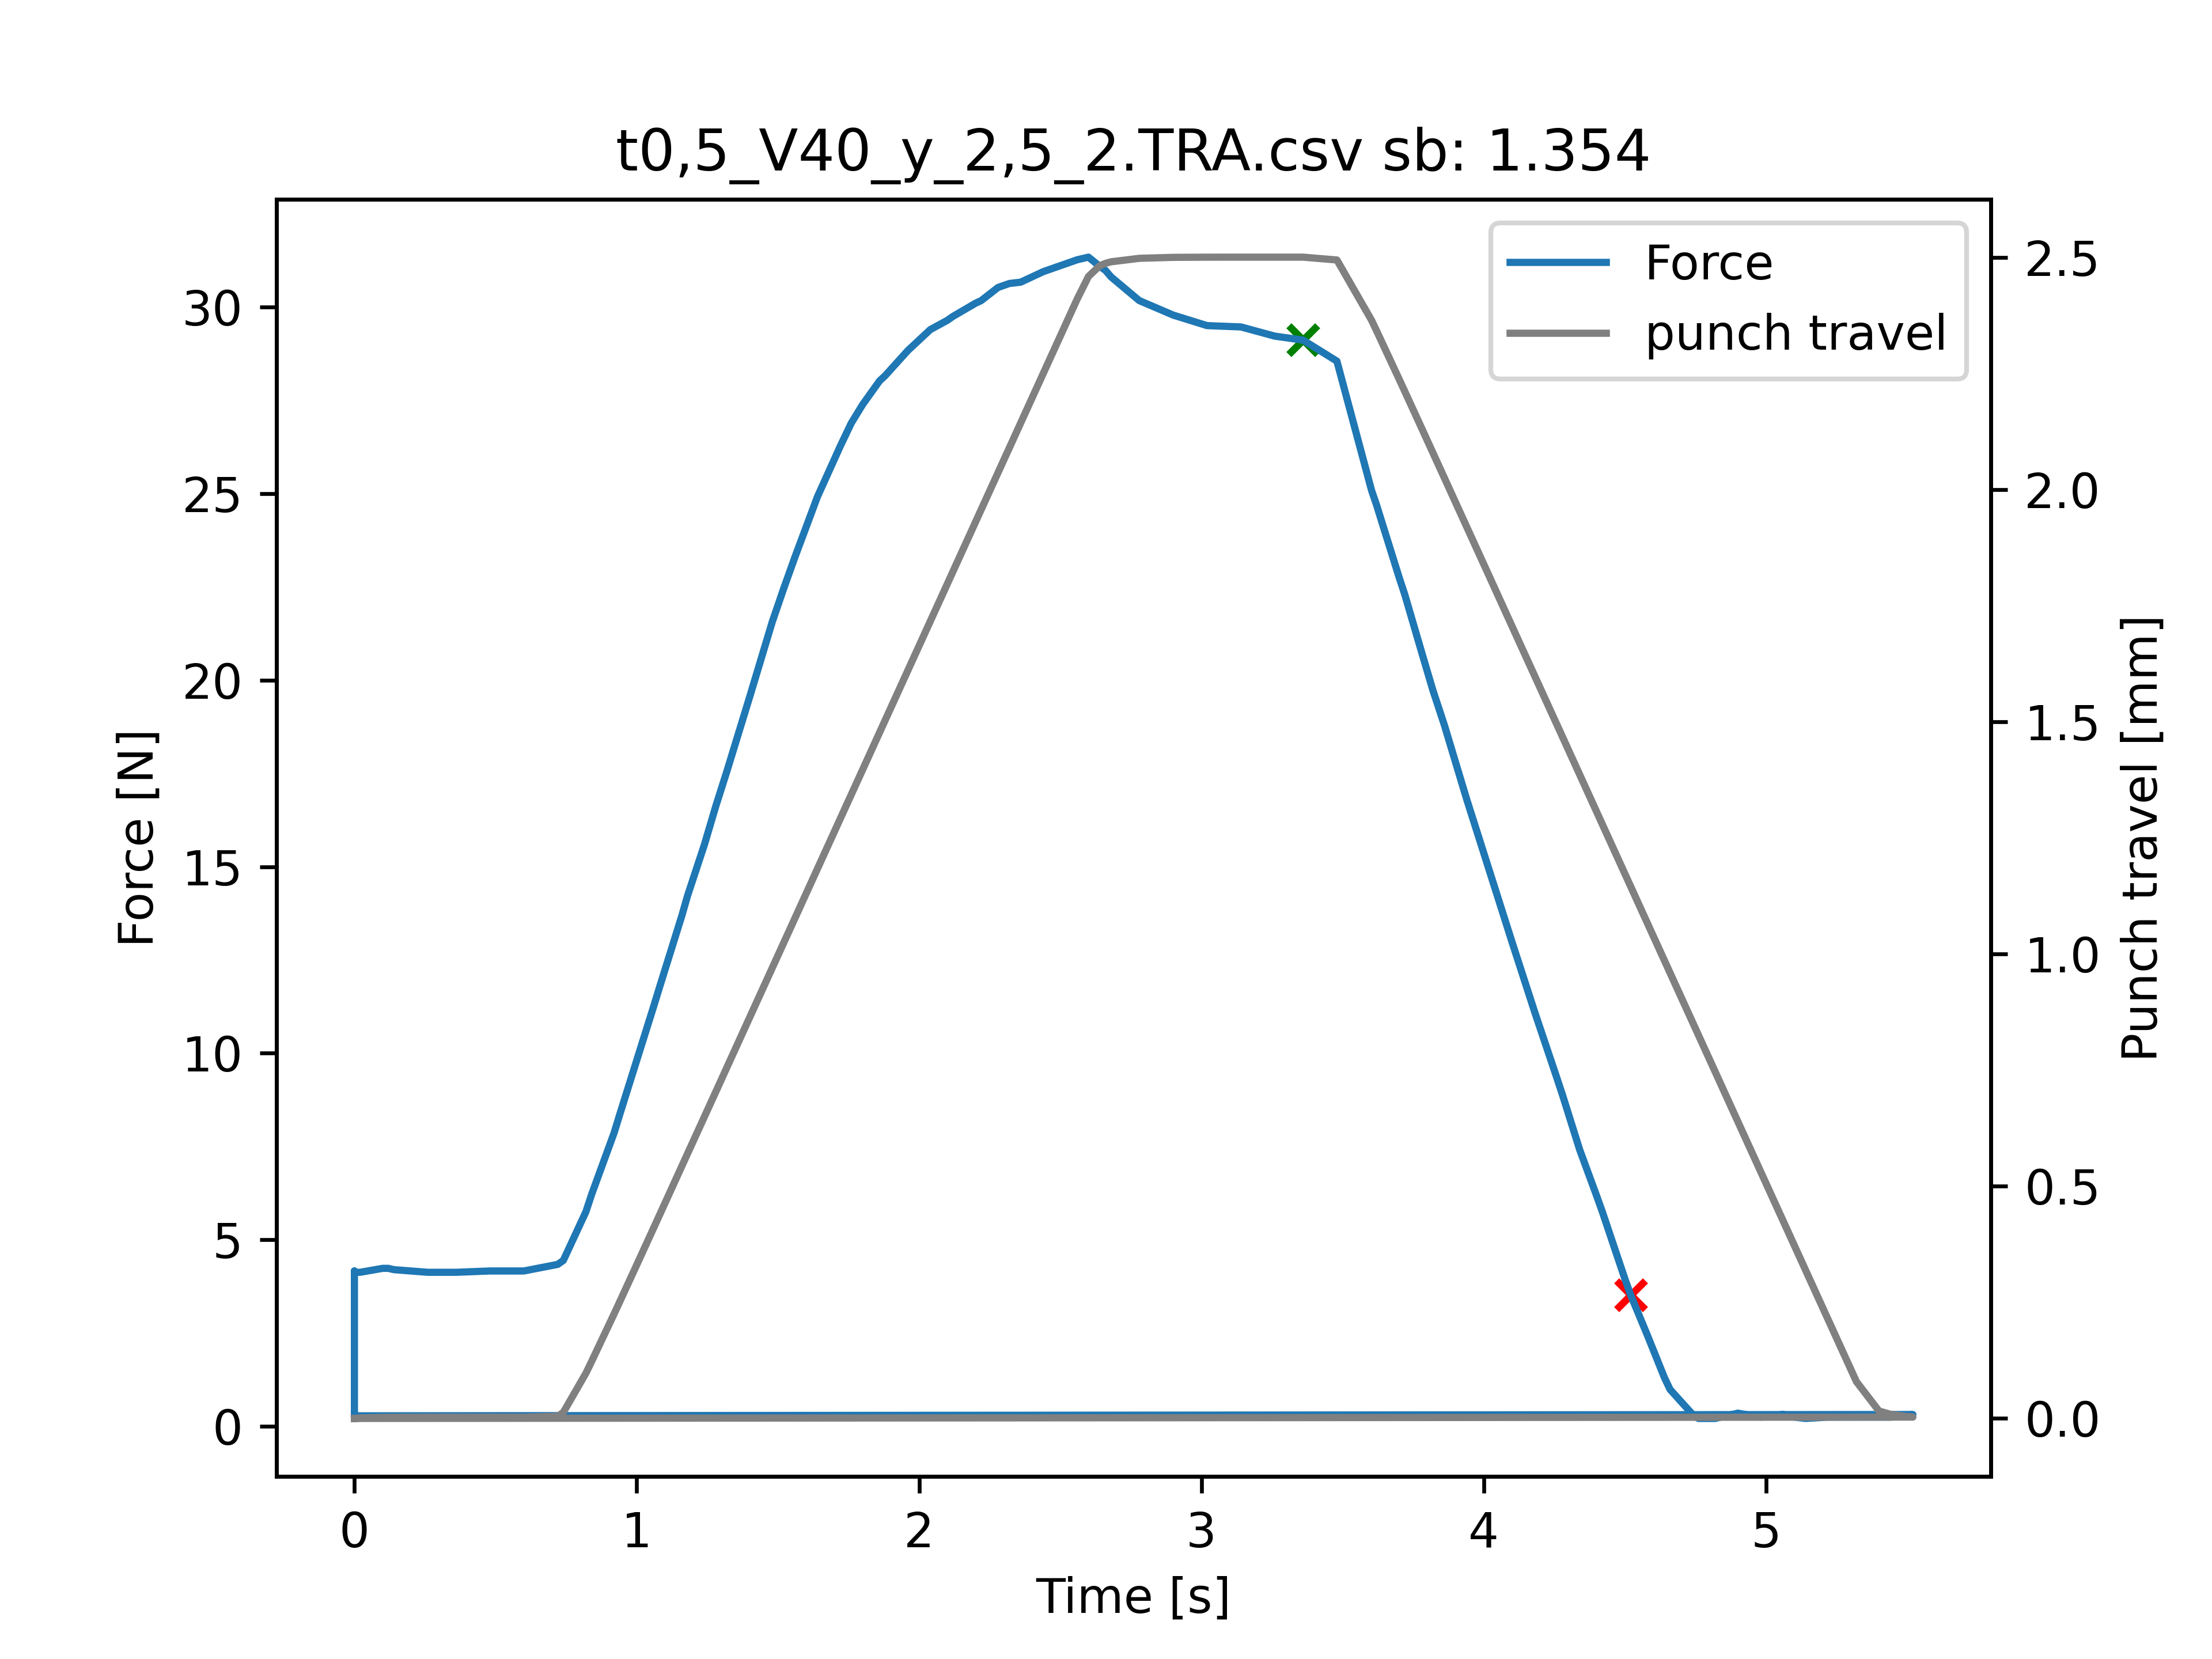 t0,5_V40_y_2,5_2.TRA.csv sb: 1.354
Force
punch travel
30
25
20
15
10
5
0
Force [N]
2.5
2.0
1.5
1.0
0.5
0.0
Punch travel [mm]
0 1 2 3 4 5
Time [s]